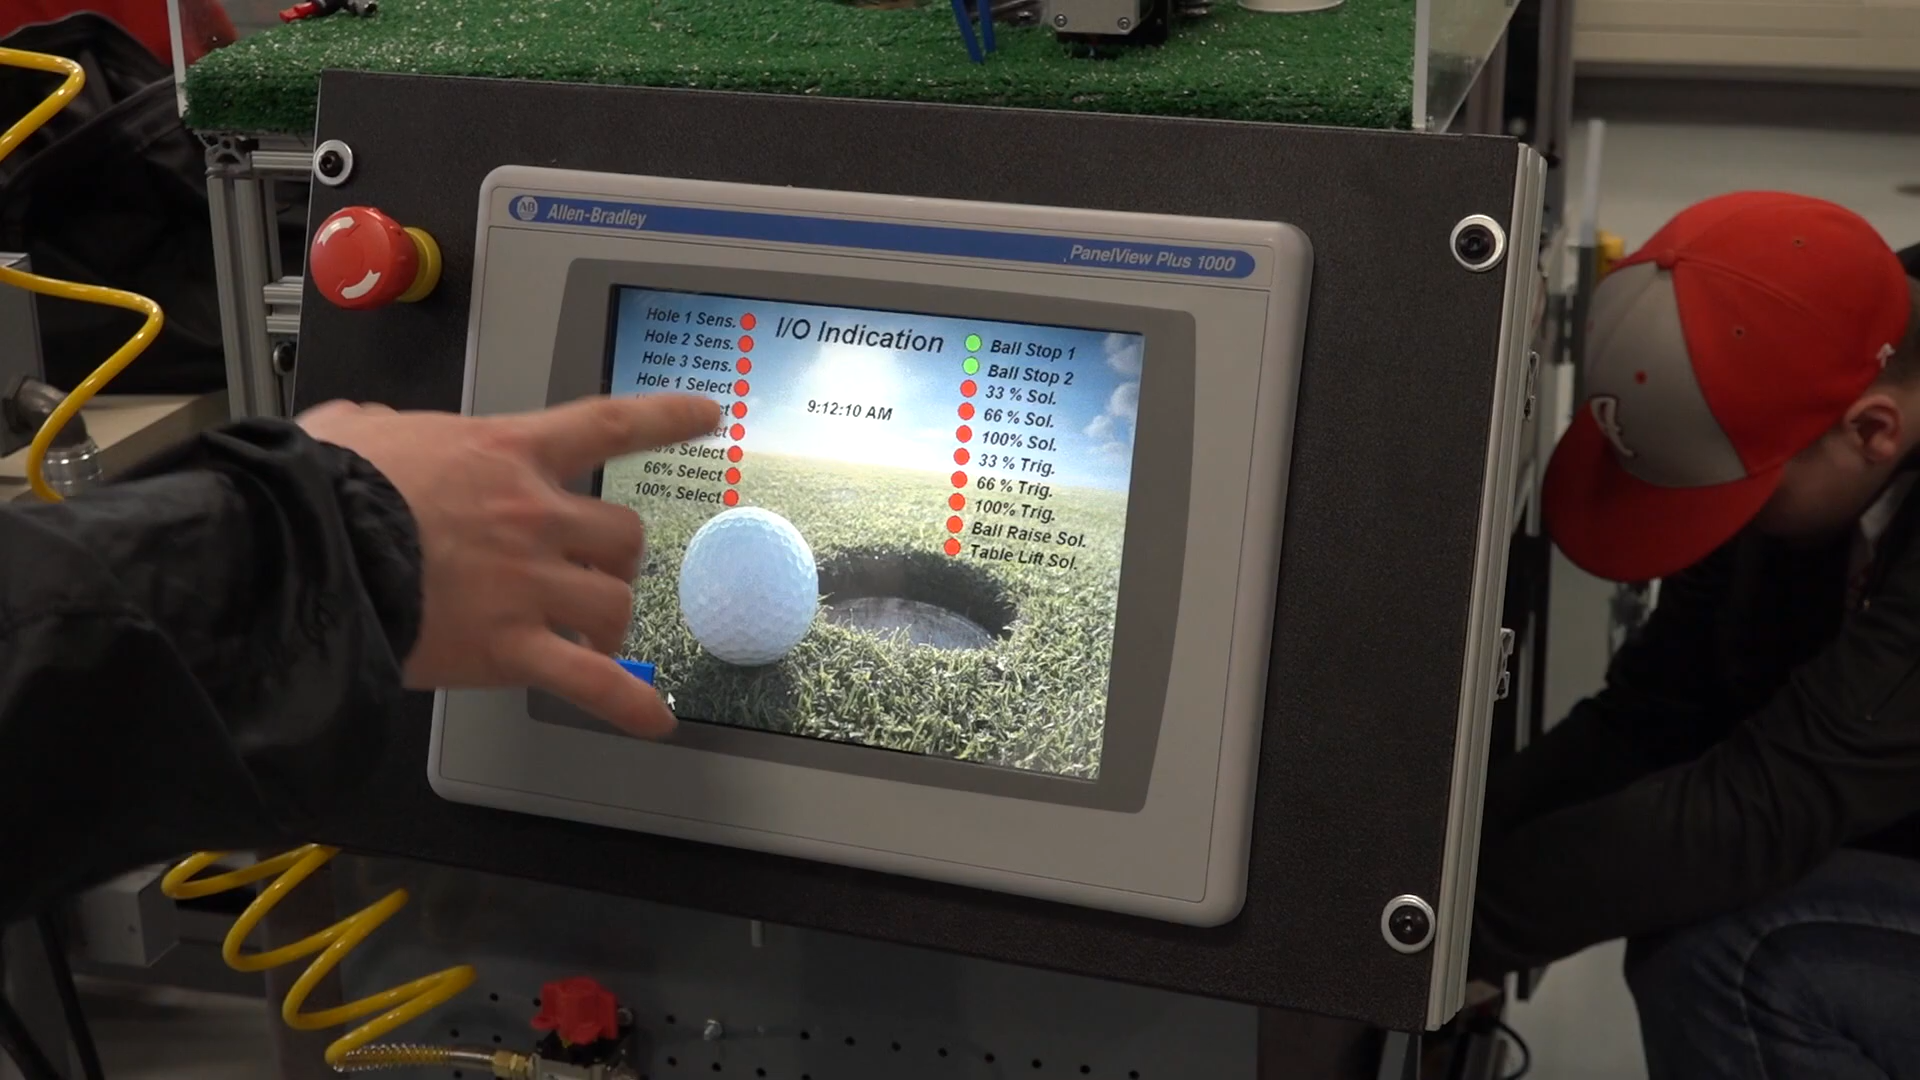 AB Allen-Bradley
PanelView Plus 1000
I/O Indication
9:12:10 AM
Hole 1 Sens.
Hole 2 Sens.
Hole 3 Sens.
Hole 1 Select
Select
66% Select
100% Select
Ball Stop 1
Ball Stop 2
33 % Sol.
66 % Sol.
100% Sol.
33 % Trig.
66 % Trig.
100% Trig.
Ball Raise Sol.
Table Lift Sol.